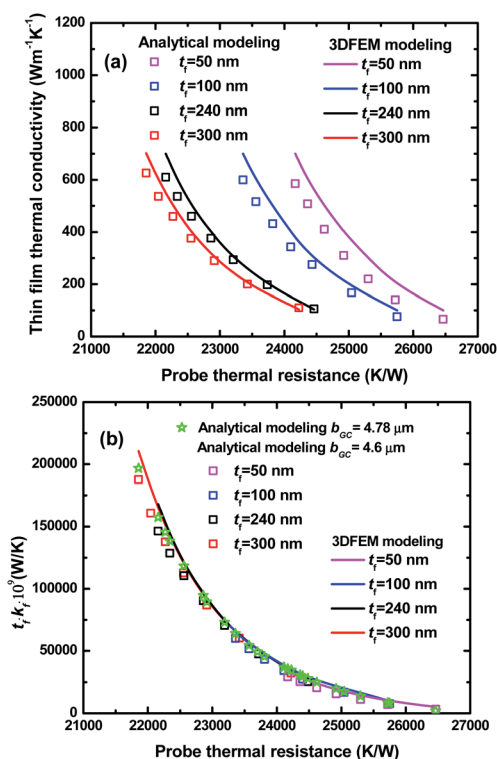 1200
1000
800
600
400
200
0
Thin film thermal conductivity (Wm⁻¹K⁻¹)
(a)
Analytical modeling
t_f=50 nm
t_f=100 nm
t_f=240 nm
t_f=300 nm
3DFEM modeling
t_f=50 nm
t_f=100 nm
t_f=240 nm
t_f=300 nm
21000 22000 23000 24000 25000 26000 27000
Probe thermal resistance (K/W)
250000
200000
150000
100000
50000
0
t_f·k_f·10⁹(W/K)
(b)
Analytical modeling b_GC= 4.78 μm
Analytical modeling b_GC= 4.6 μm
t_f=50 nm
t_f=100 nm
t_f=240 nm
t_f=300 nm
3DFEM modeling
t_f=50 nm
t_f=100 nm
t_f=240 nm
t_f=300 nm
21000 22000 23000 24000 25000 26000 27000
Probe thermal resistance (K/W)